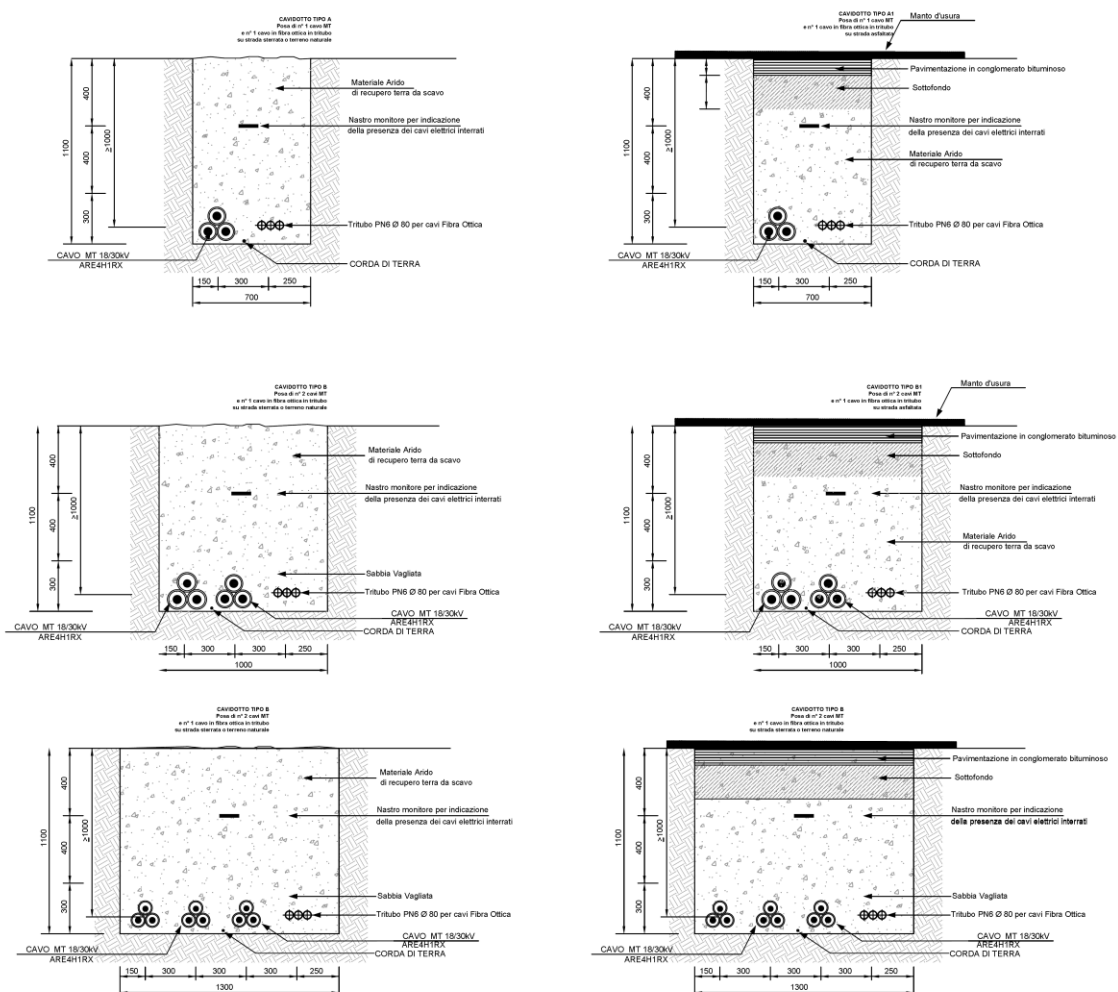 CAVIDOTTO TIPO A
Posa di n° 1 cavo MT
e n° 1 cavo in fibra ottica in tritubo
su strada sterrata o terreno naturale
Materiale Arido
di recupero terra da scavo
Nastro monitore per indicazione
della presenza dei cavi elettrici interrati
Tritubo PN6 Ø 80 per cavi Fibra Ottica
CAVO MT 18/30kV
ARE4H1RX
CORDA DI TERRA
1100
400
400
300
≥1000
150
300
250
700
CAVIDOTTO TIPO A1
Posa di n° 1 cavo MT
e n° 1 cavo in fibra ottica in tritubo
su strada asfaltata
Manto d'usura
Pavimentazione in conglomerato bituminoso
Sottofondo
Nastro monitore per indicazione
della presenza dei cavi elettrici interrati
Materiale Arido
di recupero terra da scavo
Tritubo PN6 Ø 80 per cavi Fibra Ottica
CAVO MT 18/30kV
ARE4H1RX
CORDA DI TERRA
1100
400
400
300
≥1000
150
300
250
700
CAVIDOTTO TIPO B
Posa di n° 2 cavi MT
e n° 1 cavo in fibra ottica in tritubo
su strada sterrata o terreno naturale
Materiale Arido
di recupero terra da scavo
Nastro monitore per indicazione
della presenza dei cavi elettrici interrati
Sabbia Vagliata
Tritubo PN6 Ø 80 per cavi Fibra Ottica
CAVO MT 18/30kV
ARE4H1RX
CAVO MT 18/30kV
ARE4H1RX
CORDA DI TERRA
1100
400
400
300
≥1000
150
300
300
250
1000
CAVIDOTTO TIPO B1
Posa di n° 2 cavi MT
e n° 1 cavo in fibra ottica in tritubo
su strada asfaltata
Manto d'usura
Pavimentazione in conglomerato bituminoso
Sottofondo
Nastro monitore per indicazione
della presenza dei cavi elettrici interrati
Materiale Arido
di recupero terra da scavo
Tritubo PN6 Ø 80 per cavi Fibra Ottica
CAVO MT 18/30kV
ARE4H1RX
CAVO MT 18/30kV
ARE4H1RX
CORDA DI TERRA
1100
400
400
300
≥1000
150
300
300
250
1000
CAVIDOTTO TIPO B
Posa di n° 2 cavi MT
e n° 1 cavo in fibra ottica in tritubo
su strada sterrata o terreno naturale
Materiale Arido
di recupero terra da scavo
Nastro monitore per indicazione
della presenza dei cavi elettrici interrati
Sabbia Vagliata
Tritubo PN6 Ø 80 per cavi Fibra Ottica
CAVO MT 18/30kV
ARE4H1RX
CAVO MT 18/30kV
ARE4H1RX
CORDA DI TERRA
1100
400
400
300
≥1000
150
300
300
300
250
1300
CAVIDOTTO TIPO B
Posa di n° 2 cavi MT
e n° 1 cavo in fibra ottica in tritubo
su strada sterrata o terreno naturale
Pavimentazione in conglomerato bituminoso
Sottofondo
Nastro monitore per indicazione
della presenza dei cavi elettrici interrati
Sabbia Vagliata
Tritubo PN6 Ø 80 per cavi Fibra Ottica
CAVO MT 18/30kV
ARE4H1RX
CAVO MT 18/30kV
ARE4H1RX
CORDA DI TERRA
1100
400
400
300
≥1000
150
300
300
300
250
1300